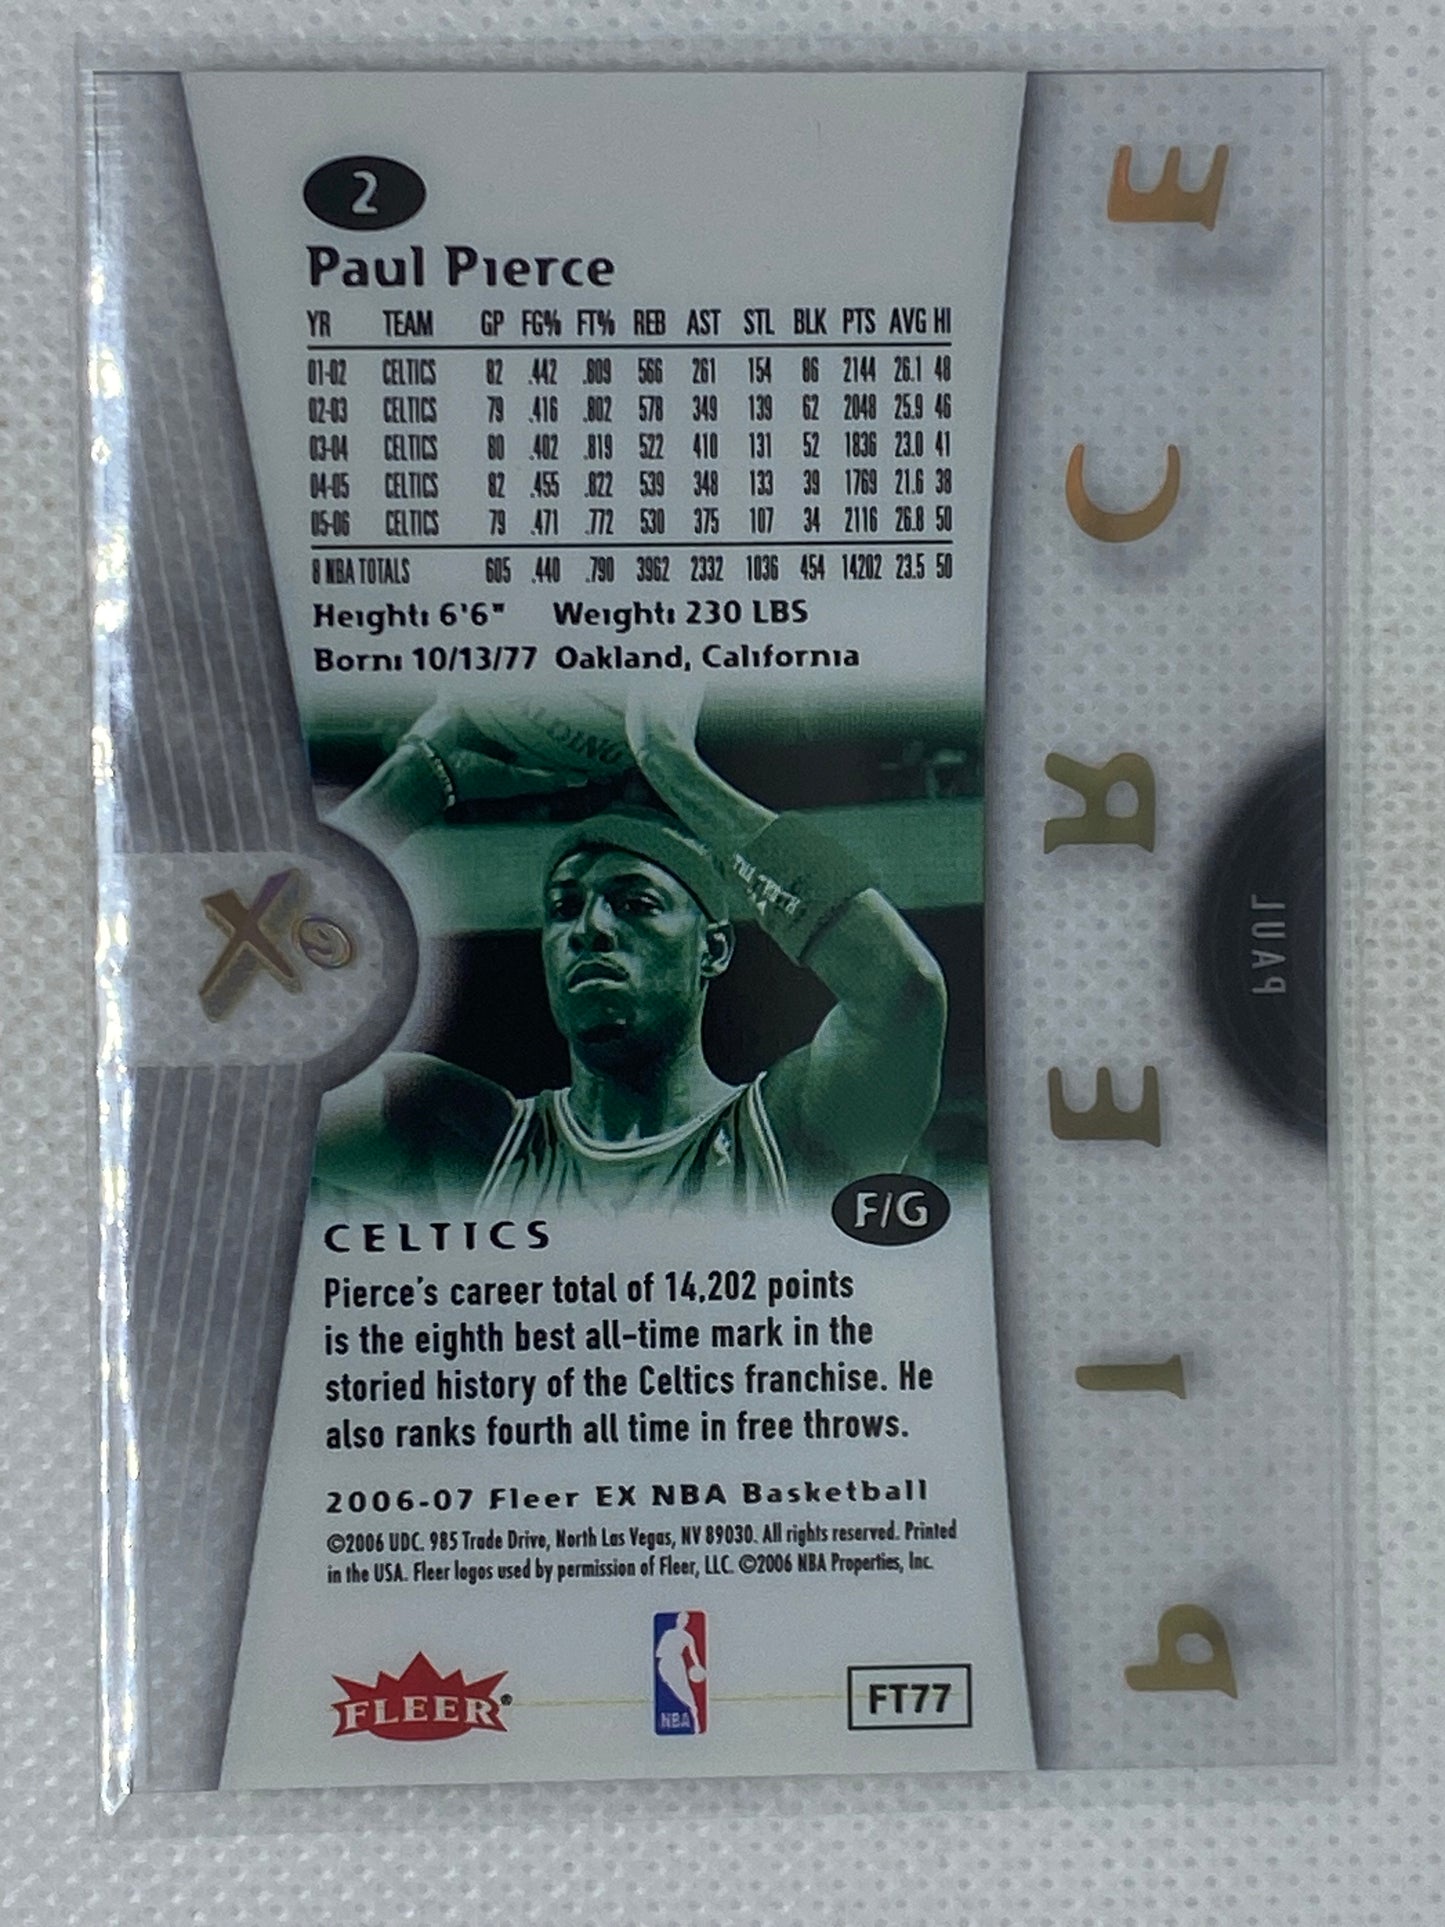 2
Paul Pierce
YR TEAM GP FG% FT% REB AST STL BLK PTS AVG HI
01-02 CELTICS 82 .442 .809 566 261 154 86 2144 26.1 48
02-03 CELTICS 79 .416 .802 578 349 139 62 2048 25.9 46
03-04 CELTICS 80 .402 .819 522 410 131 52 1836 23.0 41
04-05 CELTICS 82 .455 .822 539 348 133 39 1769 21.6 38
05-06 CELTICS 79 .471 .772 530 375 107 34 2116 26.8 50
8 NBA TOTALS 605 .440 .790 3962 2332 1036 454 14202 23.5 50
Height: 6'6" Weight: 230 LBS
Born: 10/13/77 Oakland, California
F/G
CELTICS
Pierce's career total of 14,202 points
is the eighth best all-time mark in the
storied history of the Celtics franchise. He
also ranks fourth all time in free throws.
2006-07 Fleer EX NBA Basketball
©2006 UDC. 985 Trade Drive, North Las Vegas, NV 89030. All rights reserved. Printed
in the USA. Fleer logos used by permission of Fleer, LLC. ©2006 NBA Properties, Inc.
FLEER®
NBA
FT77
PIERCE
PAUL